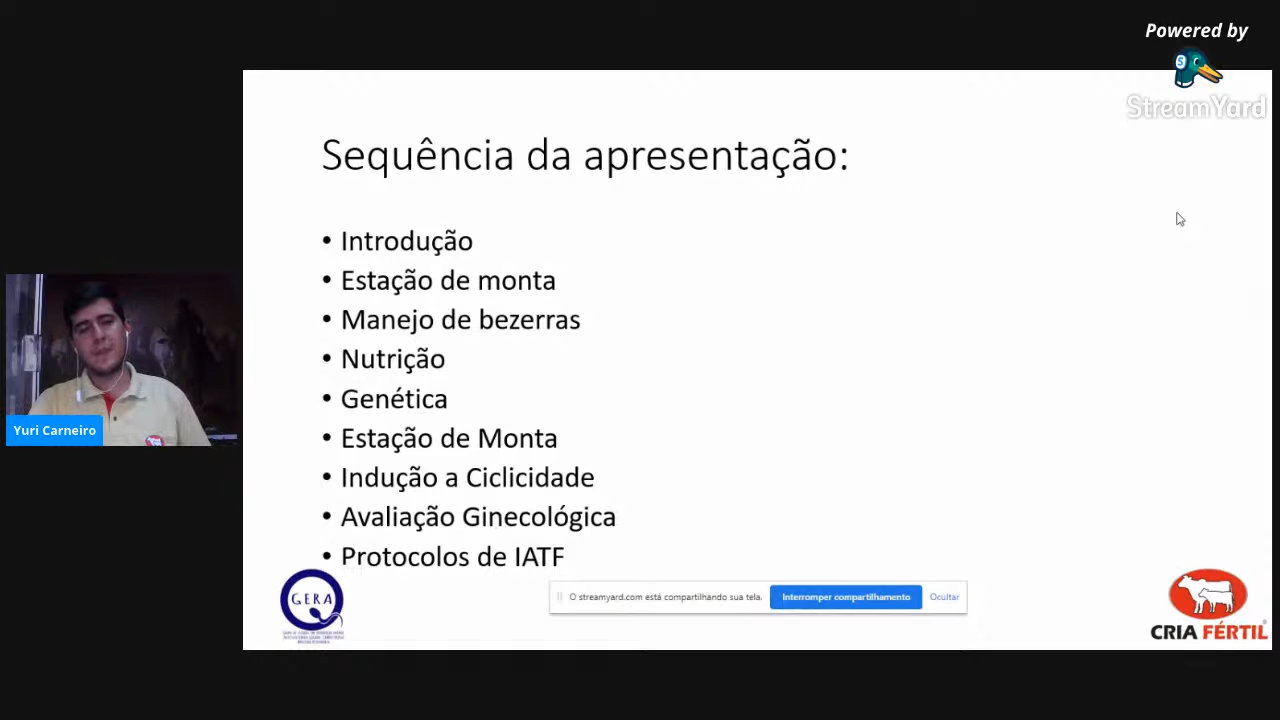 Powered by
StreamYard
Sequência da apresentação:
• Introdução
• Estação de monta
• Manejo de bezerras
• Nutrição
• Genética
• Estação de Monta
• Indução a Ciclicidade
• Avaliação Ginecológica
• Protocolos de IATF
Yuri Carneiro
GERA
O streamyard.com está compartilhando sua tela.
Interromper compartilhamento
Ocultar
CRIA FÉRTIL